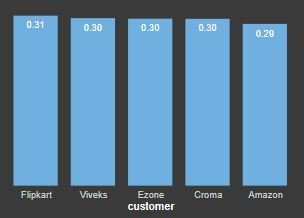 0.31 0.30 0.30 0.30 0.29
Flipkart Viveks Ezone Croma Amazon
customer